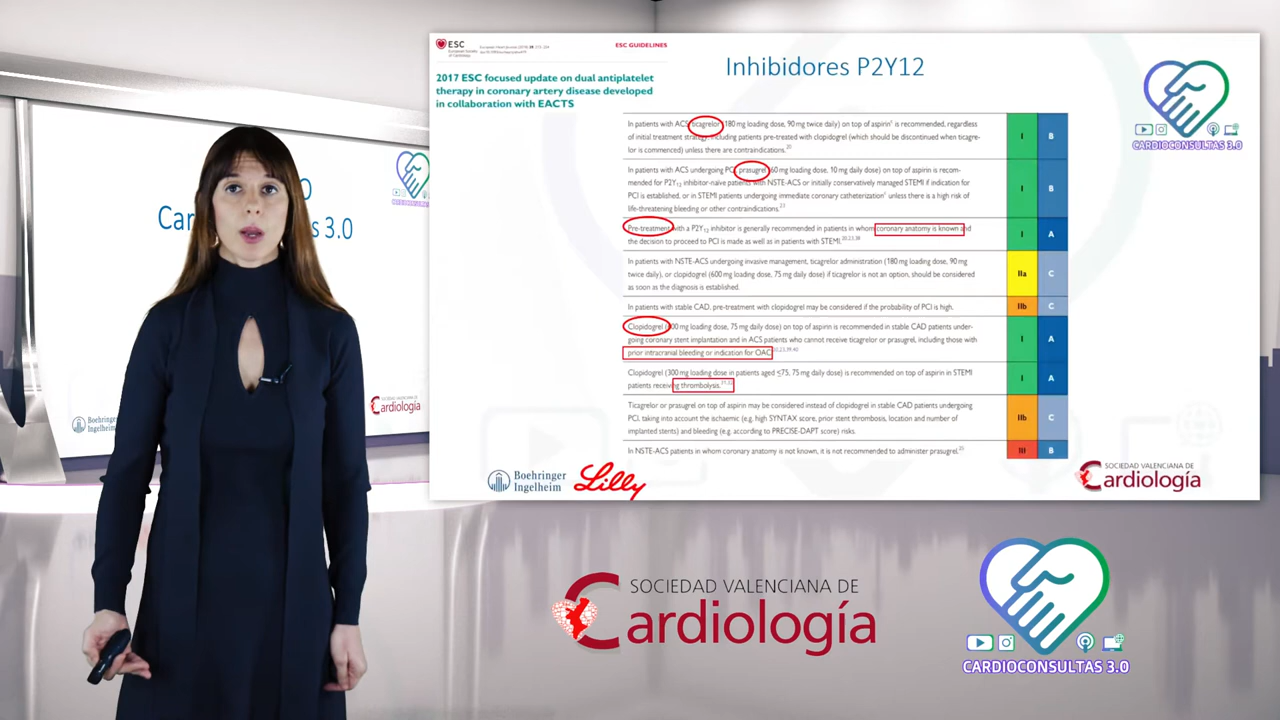 ESC
European Society
of Cardiology
ESC GUIDELINES
2017 ESC focused update on dual antiplatelet
therapy in coronary artery disease developed
in collaboration with EACTS
Inhibidores P2Y12
CARDIOCONSULTAS 3.0
In patients with ACS, ticagrelor (180 mg loading dose, 90 mg twice daily) on top of aspirin is recommended, regardless
of initial treatment strategy, including patients pre-treated with clopidogrel (which should be discontinued when ticagre-
lor is commenced) unless there are contraindications.20
I B
In patients with ACS undergoing PCI, prasugrel (60 mg loading dose, 10 mg daily dose) on top of aspirin is recom-
mended for P2Y12 inhibitor-naïve patients with NSTE-ACS or initially conservatively managed STEMI if indication for
PCI is established, or in STEMI patients undergoing immediate coronary catheterization unless there is a high risk of
life-threatening bleeding or other contraindications.23
I B
Pre-treatment with a P2Y12 inhibitor is generally recommended in patients in whom coronary anatomy is known and
the decision to proceed to PCI is made as well as in patients with STEMI.20,23,38
I A
In patients with NSTE-ACS undergoing invasive management, ticagrelor administration (180 mg loading dose, 90 mg
twice daily), or clopidogrel (600 mg loading dose, 75 mg daily dose) if ticagrelor is not an option, should be considered
as soon as the diagnosis is established.
IIa C
In patients with stable CAD, pre-treatment with clopidogrel may be considered if the probability of PCI is high.
IIb C
Clopidogrel (600 mg loading dose, 75 mg daily dose) on top of aspirin is recommended in stable CAD patients under-
going coronary stent implantation and in ACS patients who cannot receive ticagrelor or prasugrel, including those with
prior intracranial bleeding or indication for OAC.
I A
Clopidogrel (300 mg loading dose in patients aged ≤75, 75 mg daily dose) is recommended on top of aspirin in STEMI
patients receiving thrombolysis.
I A
Ticagrelor or prasugrel on top of aspirin may be considered instead of clopidogrel in stable CAD patients undergoing
PCI, taking into account the ischaemic (e.g. high SYNTAX score, prior stent thrombosis, location and number of
implanted stents) and bleeding (e.g. according to PRECISE-DAPT score) risks.
IIb C
In NSTE-ACS patients in whom coronary anatomy is not known, it is not recommended to administer prasugrel.25
III B
Boehringer
Ingelheim
Lilly
SOCIEDAD VALENCIANA DE
Cardiología
O
Car s 3.0
Boehringer
Ingelheim
Cardiología
SOCIEDAD VALENCIANA DE
Cardiología
CARDIOCONSULTAS 3.0